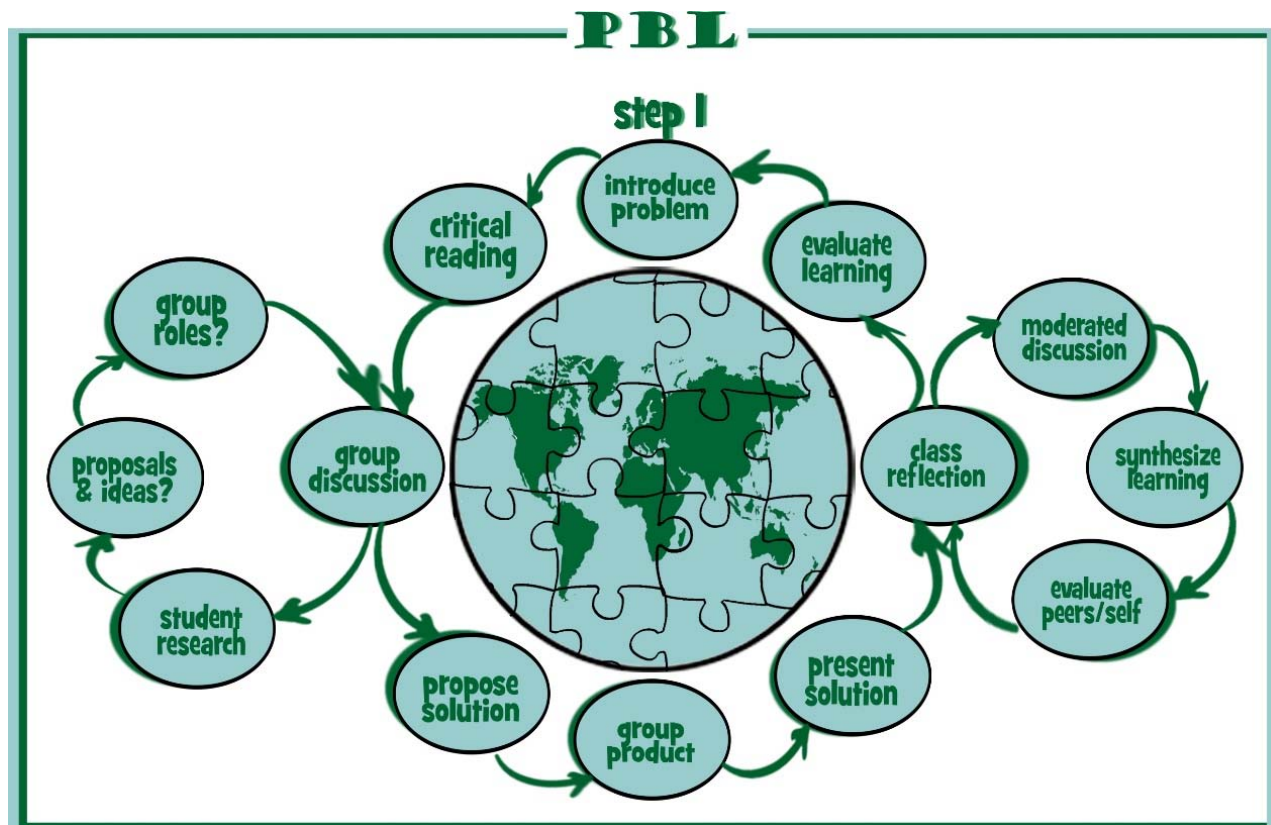 PBL
step 1
introduce
problem
critical
reading
group
discussion
student
research
proposals
& ideas?
group
roles?
propose
solution
group
product
present
solution
class
reflection
moderated
discussion
synthesize
learning
evaluate
peers/self
evaluate
learning